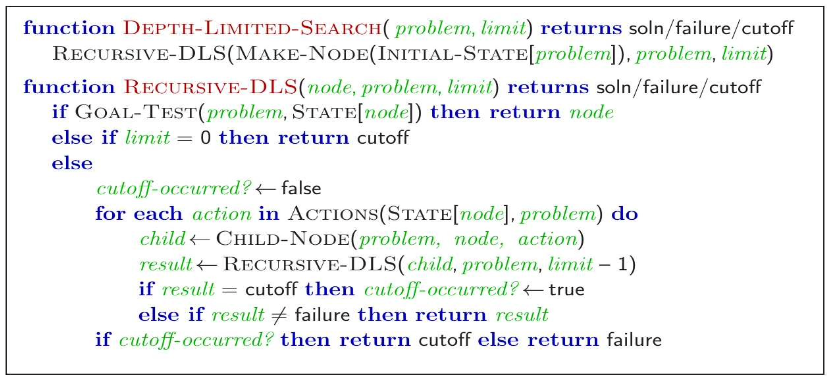 function DEPTH-LIMITED-SEARCH( problem, limit) returns soln/failure/cutoff
RECURSIVE-DLS(MAKE-NODE(INITIAL-STATE[problem]), problem, limit)
function RECURSIVE-DLS(node, problem, limit) returns soln/failure/cutoff
if GOAL-TEST(problem, STATE[node]) then return node
else if limit = 0 then return cutoff
else
cutoff-occurred? ← false
for each action in ACTIONS(STATE[node], problem) do
child ← CHILD-NODE(problem, node, action)
result ← RECURSIVE-DLS(child, problem, limit − 1)
if result = cutoff then cutoff-occurred? ← true
else if result ≠ failure then return result
if cutoff-occurred? then return cutoff else return failure